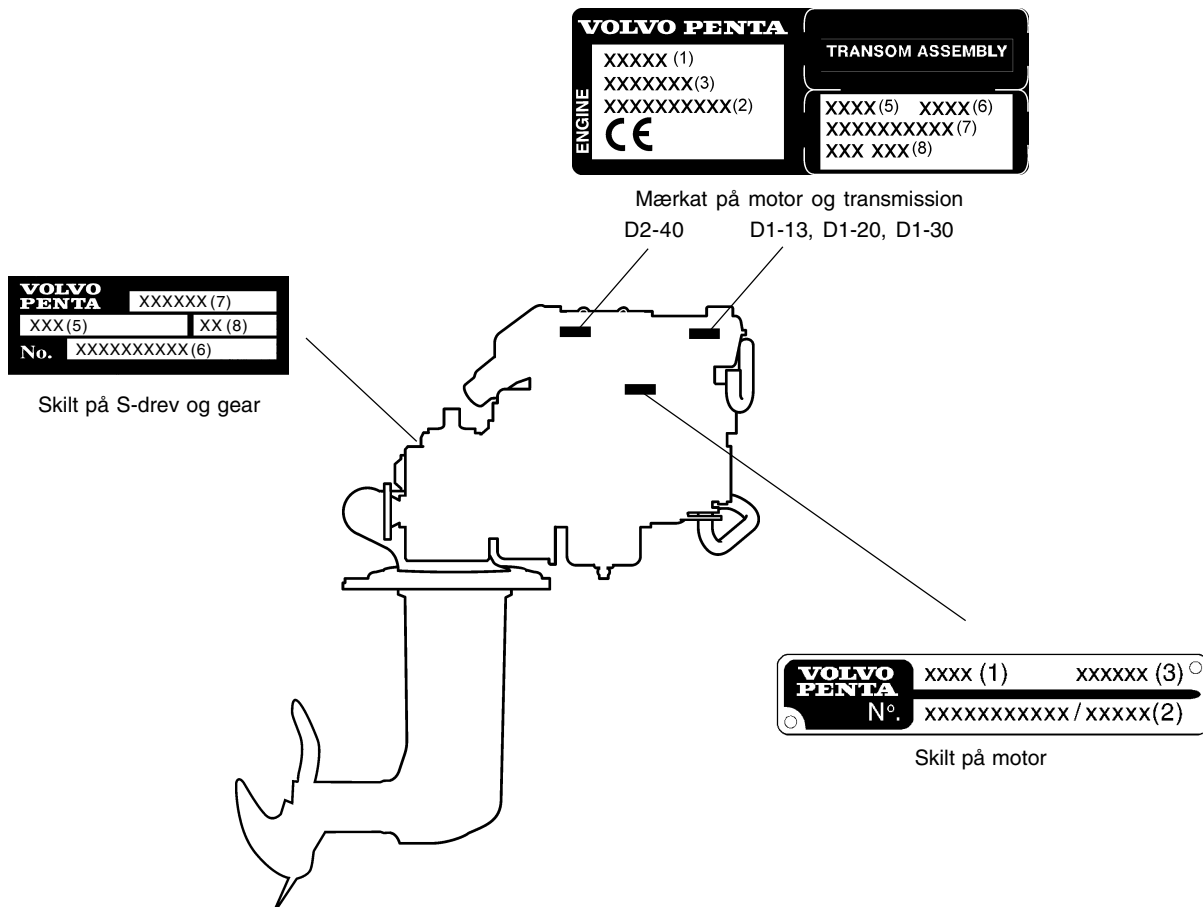 VOLVO PENTA
ENGINE
XXXXX (1)
XXXXXXX(3)
XXXXXXXXXX(2)
CE
TRANSOM ASSEMBLY
XXXX(5) XXXX(6)
XXXXXXXXXX(7)
XXX XXX(8)
Mærkat på motor og transmission
D2-40 D1-13, D1-20, D1-30
VOLVO
PENTA
XXXXXX (7)
XXX(5) XX (8)
No. XXXXXXXXXX(6)
Skilt på S-drev og gear
VOLVO
PENTA
xxxx (1) xxxxxx (3)
Nº. xxxxxxxxxxx / xxxxx(2)
Skilt på motor